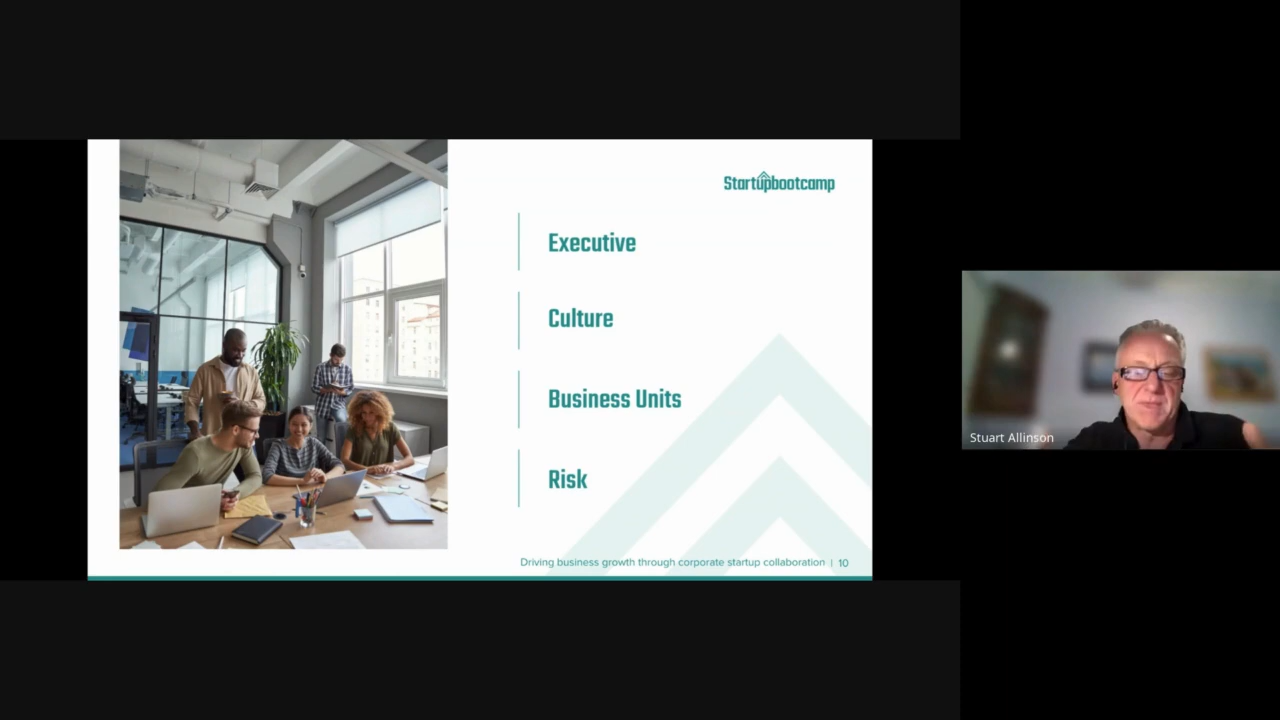 Startupbootcamp
Executive
Culture
Business Units
Risk
Driving business growth through corporate startup collaboration | 10
Stuart Allinson